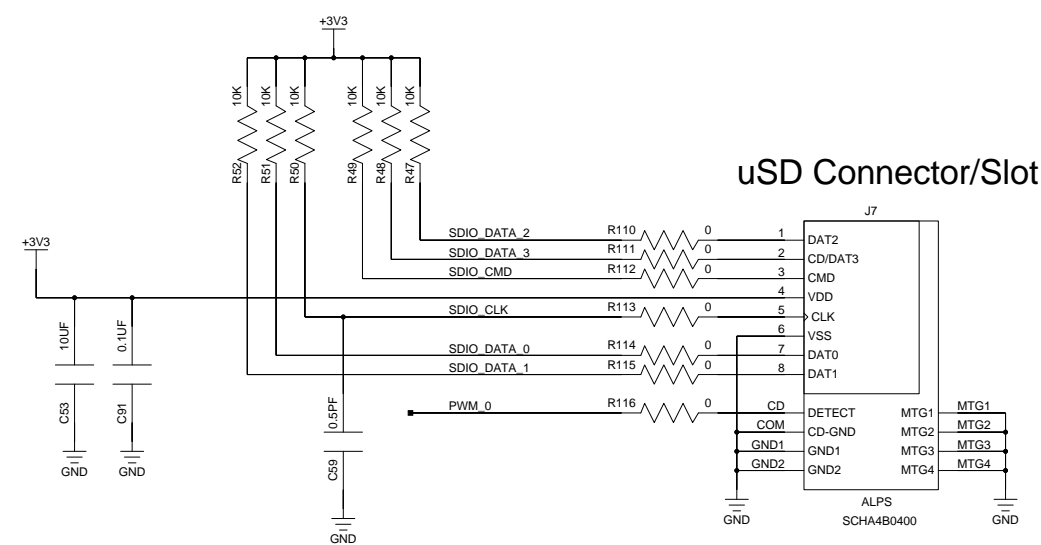 +3V3
10K 10K 10K 10K 10K 10K
R52 R51 R50 R49 R48 R47
uSD Connector/Slot
J7
+3V3
SDIO_DATA_2 R110 0 1 DAT2
SDIO_DATA_3 R111 0 2 CD/DAT3
SDIO_CMD R112 0 3 CMD
4 VDD
SDIO_CLK R113 0 5 CLK
6 VSS
SDIO_DATA_0 R114 0 7 DAT0
SDIO_DATA_1 R115 0 8 DAT1
10UF 0.1UF
C53 C91
GND GND
PWM_0 R116 0 CD DETECT MTG1 MTG1
COM CD-GND MTG2 MTG2
GND1 GND1 MTG3 MTG3
GND2 GND2 MTG4 MTG4
0.5PF
C59
GND
GND
ALPS
SCHA4B0400
GND